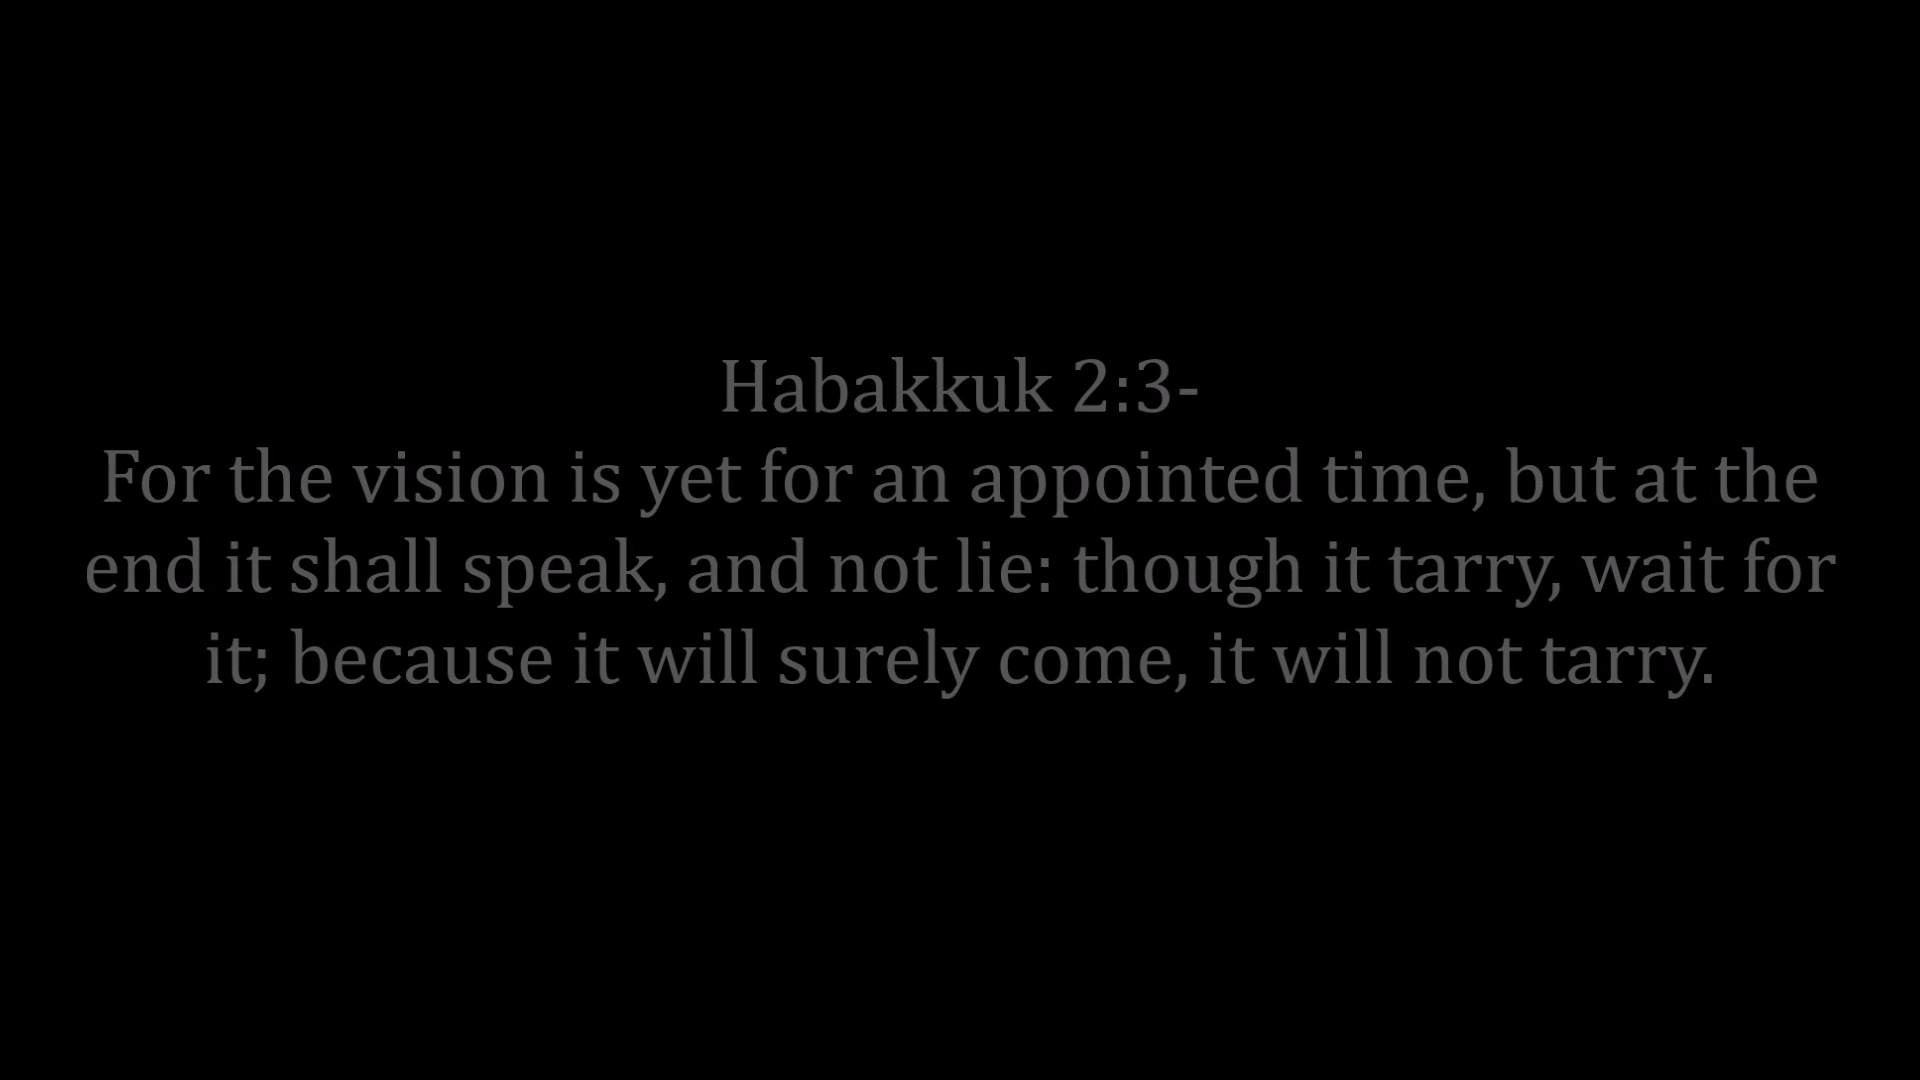 Habakkuk 2:3-
For the vision is yet for an appointed time, but at the
end it shall speak, and not lie: though it tarry, wait for
it; because it will surely come, it will not tarry.